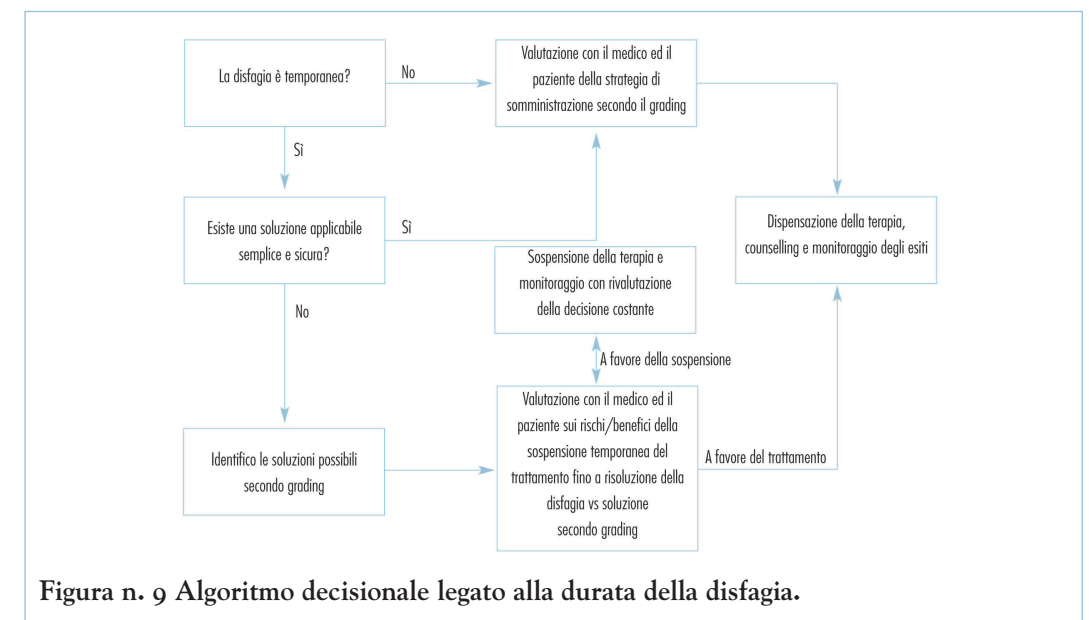 La disfagia è temporanea?
No
Valutazione con il medico ed il
paziente della strategia di
somministrazione secondo il grading
Sì
Esiste una soluzione applicabile
semplice e sicura?
Sì
Dispensazione della terapia,
counselling e monitoraggio degli esiti
Sospensione della terapia e
monitoraggio con rivalutazione
della decisione costante
No
A favore della sospensione
Identifico le soluzioni possibili
secondo grading
Valutazione con il medico ed il
paziente sui rischi/benefici della
sospensione temporanea del
trattamento fino a risoluzione della
disfagia vs soluzione
secondo grading
A favore del trattamento
Figura n. 9 Algoritmo decisionale legato alla durata della disfagia.